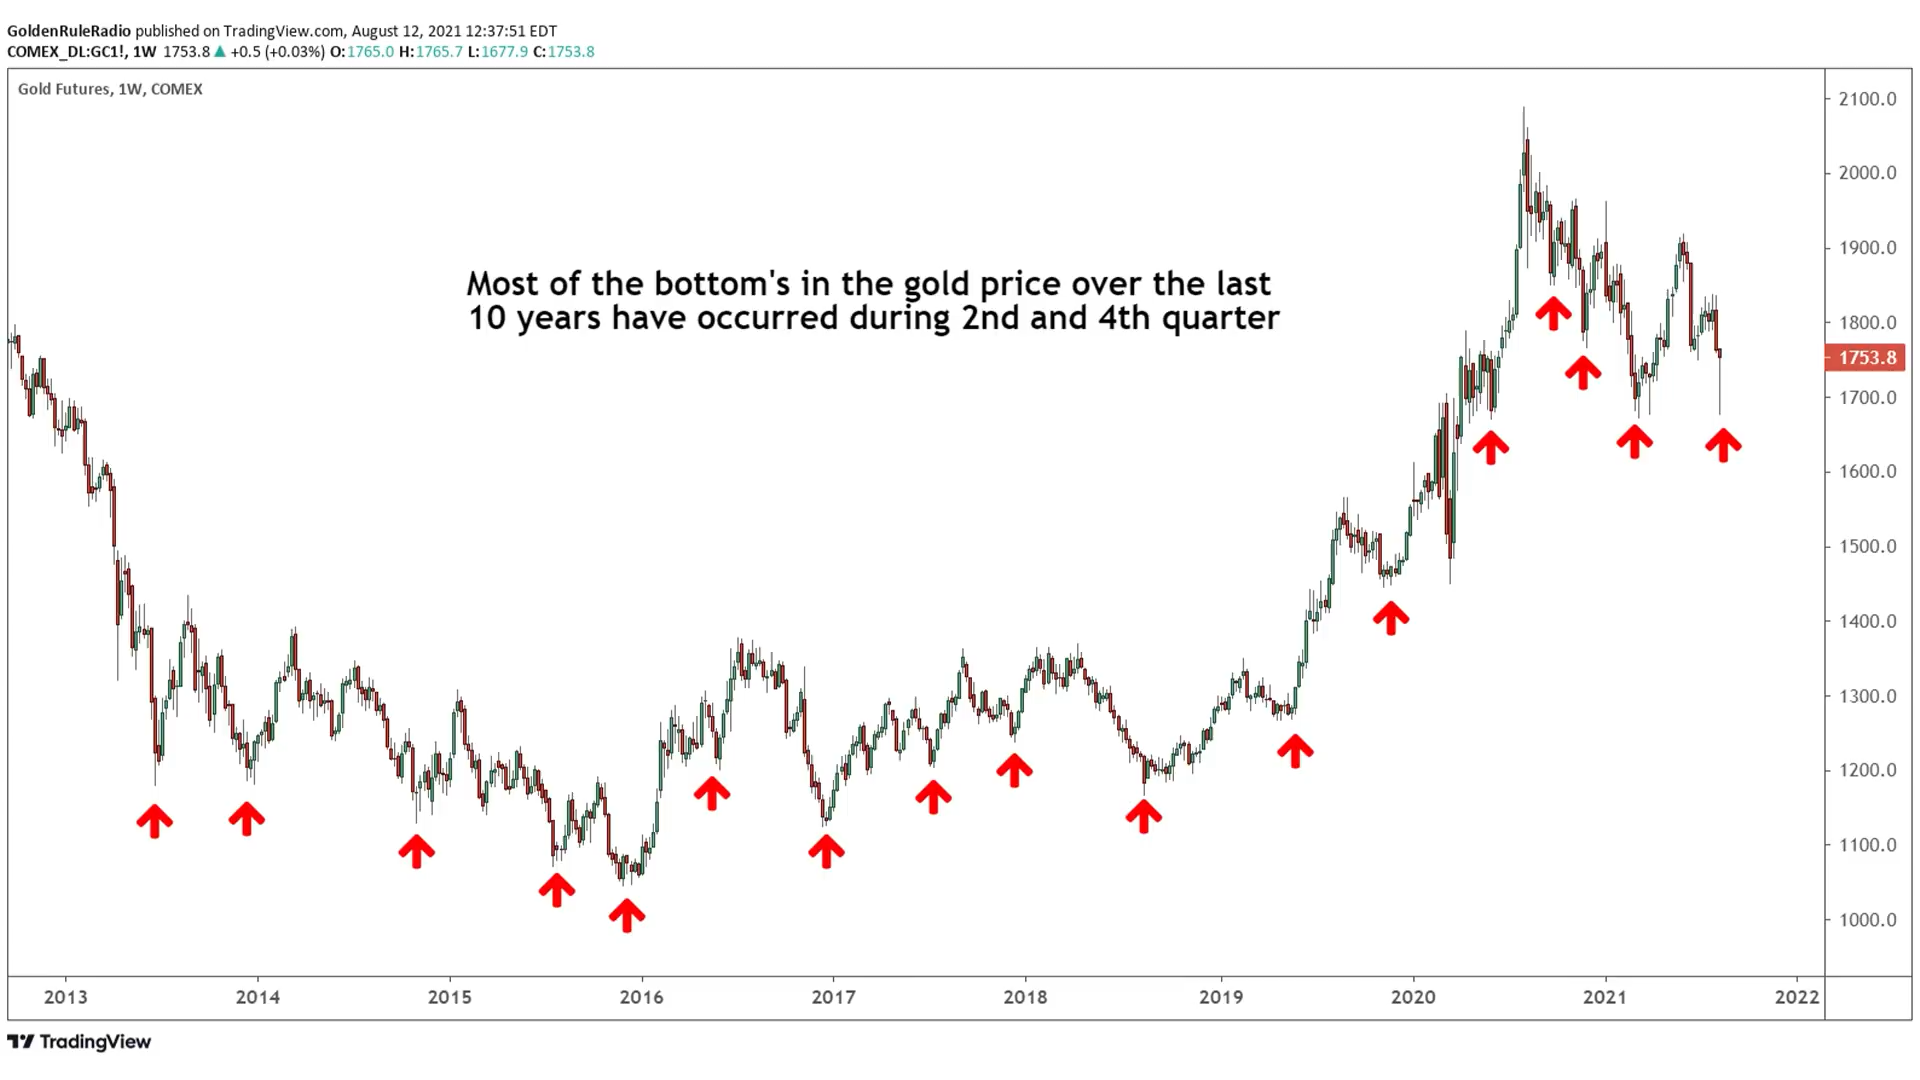 GoldenRuleRadio published on TradingView.com, August 12, 2021 12:37:51 EDT
COMEX_DL:GC1!, 1W 1753.8 ▲ +0.5 (+0.03%) O:1765.0 H:1765.7 L:1677.9 C:1753.8
Gold Futures, 1W, COMEX
Most of the bottom's in the gold price over the last
10 years have occurred during 2nd and 4th quarter
2100.0
2000.0
1900.0
1800.0
1753.8
1700.0
1600.0
1500.0
1400.0
1300.0
1200.0
1100.0
1000.0
2013 2014 2015 2016 2017 2018 2019 2020 2021 2022
TradingView